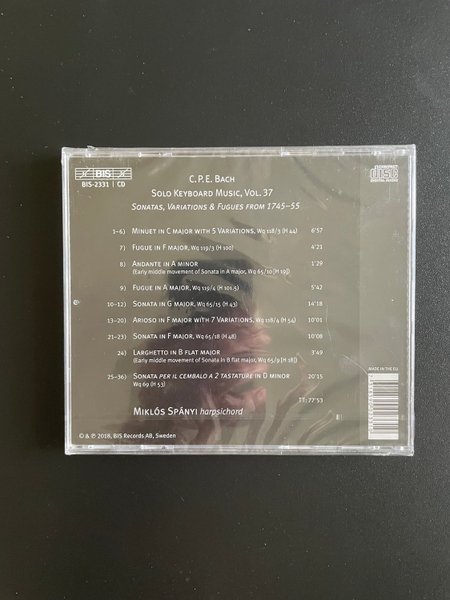 BIS
BIS-2331 | CD
C.P.E. Bach
Solo Keyboard Music, Vol. 37
Sonatas, Variations & Fugues from 1745–55
1–6) Minuet in C major with 5 Variations, Wq 118/3 (H 44) 6'57
7) Fugue in F major, Wq 119/3 (H 100) 4'21
8) Andante in A minor 1'29
(Early middle movement of Sonata in A major, Wq 65/10 [H 19])
9) Fugue in A major, Wq 119/4 (H 101.5) 5'42
10–12) Sonata in G major, Wq 65/15 (H 43) 14'18
13–20) Arioso in F major with 7 Variations, Wq 118/4 (H 54) 10'01
21–23) Sonata in F major, Wq 65/18 (H 48) 10'08
24) Larghetto in B flat major 3'49
(Early middle movement of Sonata in B flat major, Wq 65/9 [H 18])
25–36) Sonata per il cembalo a 2 tastature in D minor 20'15
Wq 69 (H 53)
TT: 77'53
Miklós Spányi harpsichord
© & ℗ 2018, BIS Records AB, Sweden
COMPACT
disc
DIGITAL AUDIO
MADE IN THE EU